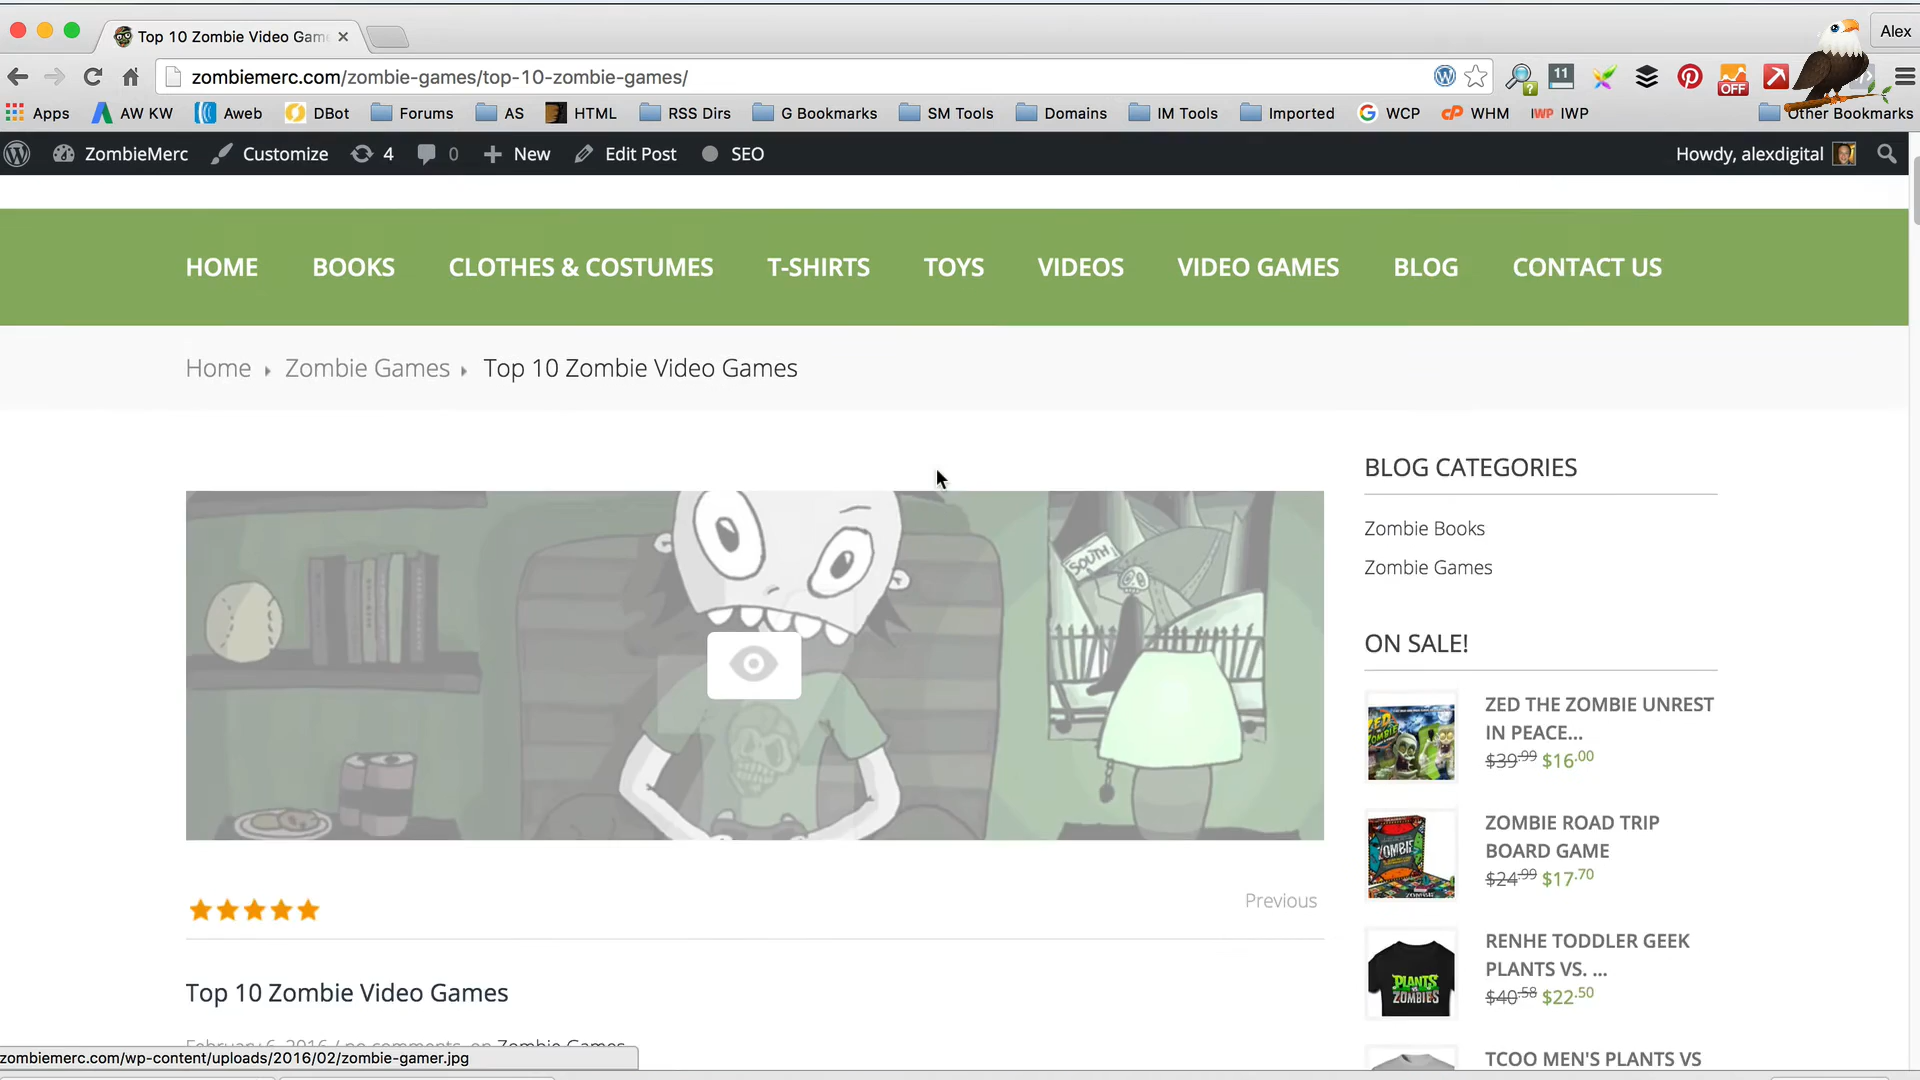 Top 10 Zombie Video Gam
Alex
zombiemerc.com/zombie-games/top-10-zombie-games/
11
OFF
Apps AW KW Aweb DBot Forums AS HTML RSS Dirs G Bookmarks SM Tools Domains IM Tools Imported WCP WHM IWP IWP Other Bookmarks
ZombieMerc Customize 4 0 New Edit Post SEO Howdy, alexdigital
HOME BOOKS CLOTHES & COSTUMES T-SHIRTS TOYS VIDEOS VIDEO GAMES BLOG CONTACT US
Home Zombie Games Top 10 Zombie Video Games
BLOG CATEGORIES
Zombie Books
Zombie Games
SOUTH
ON SALE!
ZED THE ZOMBIE UNREST
IN PEACE...
$39.99 $16.00
ZOMBIE ROAD TRIP
BOARD GAME
$24.99 $17.70
Previous
RENHE TODDLER GEEK
PLANTS VS. ...
$40.58 $22.50
PLANTS
ZOMBIES
Top 10 Zombie Video Games
February 6, 2016 / no comments, on Zombie Games
TCOO MEN'S PLANTS VS
zombiemerc.com/wp-content/uploads/2016/02/zombie-gamer.jpg